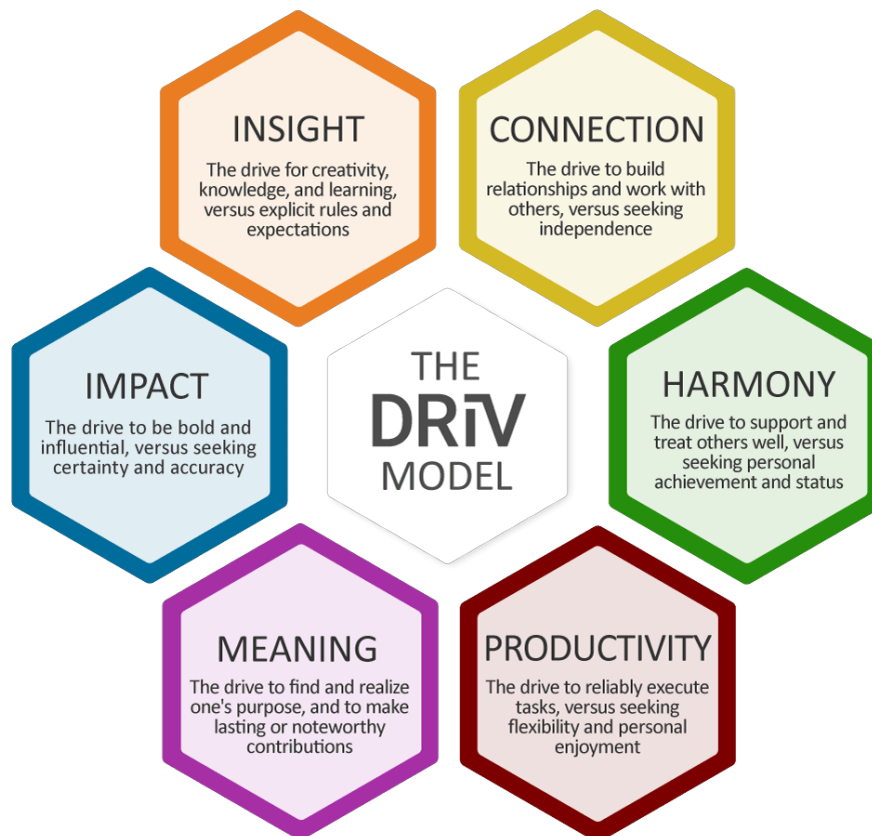 INSIGHT
The drive for creativity,
knowledge, and learning,
versus explicit rules and
expectations
CONNECTION
The drive to build
relationships and work with
others, versus seeking
independence
IMPACT
The drive to be bold and
influential, versus seeking
certainty and accuracy
THE
DRiV
MODEL
HARMONY
The drive to support and
treat others well, versus
seeking personal
achievement and status
MEANING
The drive to find and realize
one's purpose, and to make
lasting or noteworthy
contributions
PRODUCTIVITY
The drive to reliably execute
tasks, versus seeking
flexibility and personal
enjoyment